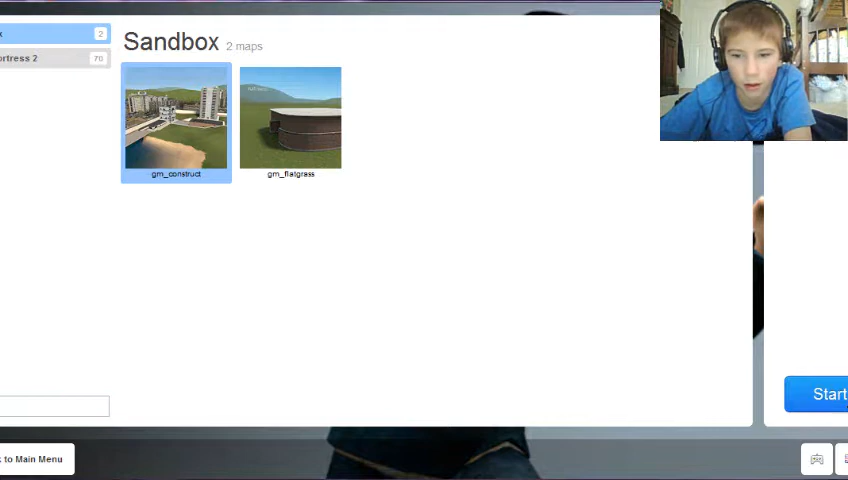 x 2
Sandbox 2 maps
ortress 2 70
gm_construct gm_flatgrass
Start
k to Main Menu